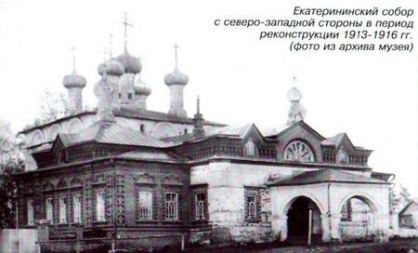 Екатерининский собор
с северо-западной стороны в период
реконструкции 1913-1916 гг.
(фото из архива музея)